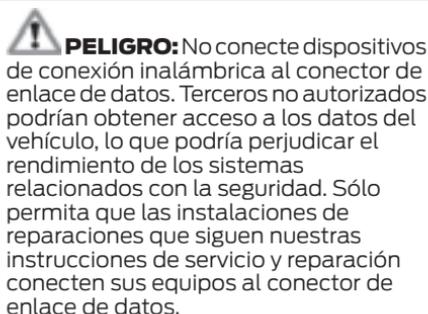 PELIGRO: No conecte dispositivos
de conexión inalámbrica al conector de
enlace de datos. Terceros no autorizados
podrían obtener acceso a los datos del
vehículo, lo que podría perjudicar el
rendimiento de los sistemas
relacionados con la seguridad. Sólo
permita que las instalaciones de
reparaciones que siguen nuestras
instrucciones de servicio y reparación
conecten sus equipos al conector de
enlace de datos.